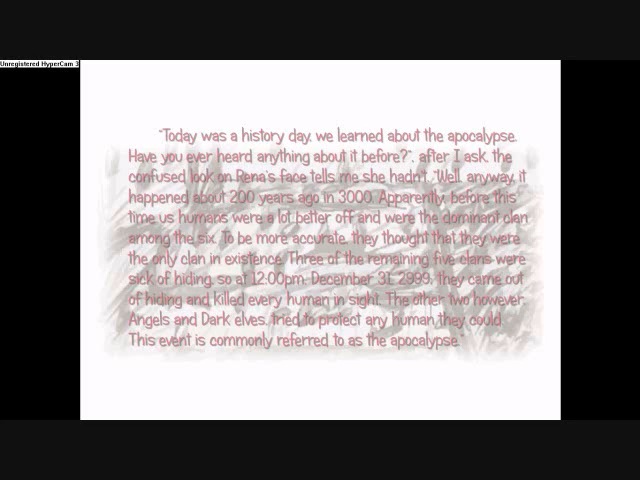 Unregistered HyperCam 3
"Today was a history day, we learned about the apocalypse.
Have you ever heard anything about it before?", after I ask, the
confused look on Rena's face tells me she hadn't. "Well, anyway, it
happened about 200 years ago in 3000. Apparently, before this
time us humans were a lot better off and were the dominant clan
among the six. To be more accurate, they thought that they were
the only clan in existence. Three of the remaining five clans were
sick of hiding, so at 12:00pm, December 31, 2999, they came out
of hiding and killed every human in sight. The other two however,
Angels and Dark elves, tried to protect any human they could.
This event is commonly referred to as the apocalypse."